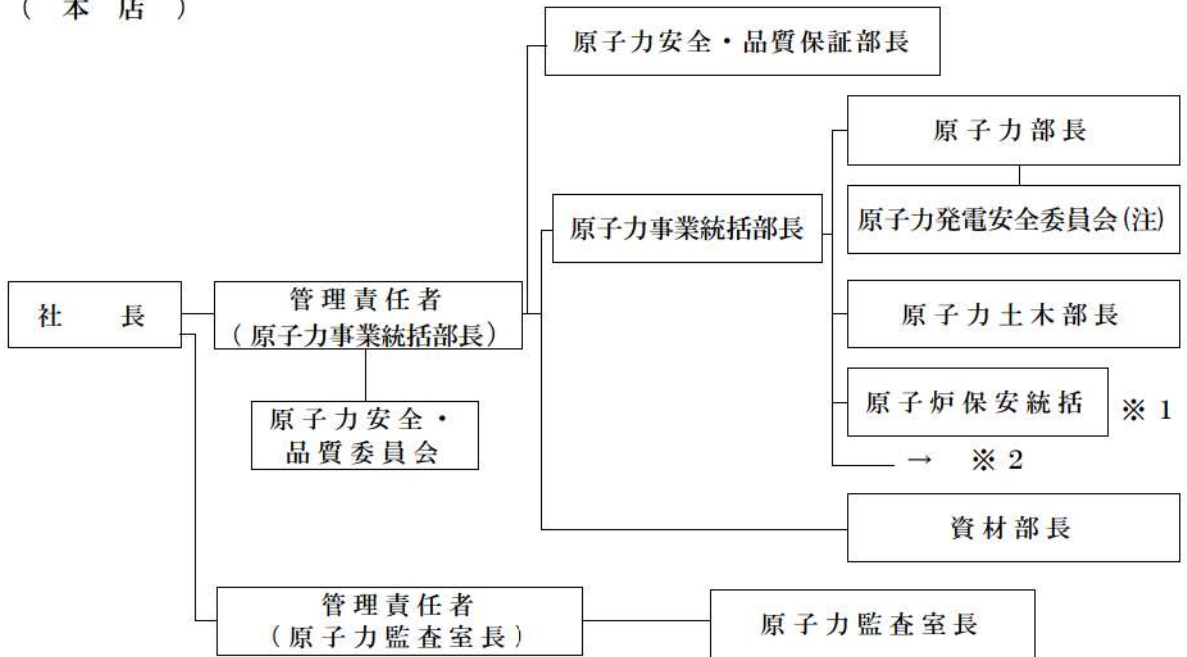 （ 本 店 ）
原子力安全・品質保証部長
原子力部長
原子力事業統括部長
原子力発電安全委員会(注)
社　長
管理責任者
（原子力事業統括部長）
原子力土木部長
原子力安全・
品質委員会
原子炉保安統括
※1
→ ※2
資材部長
管理責任者
（原子力監査室長）
原子力監査室長